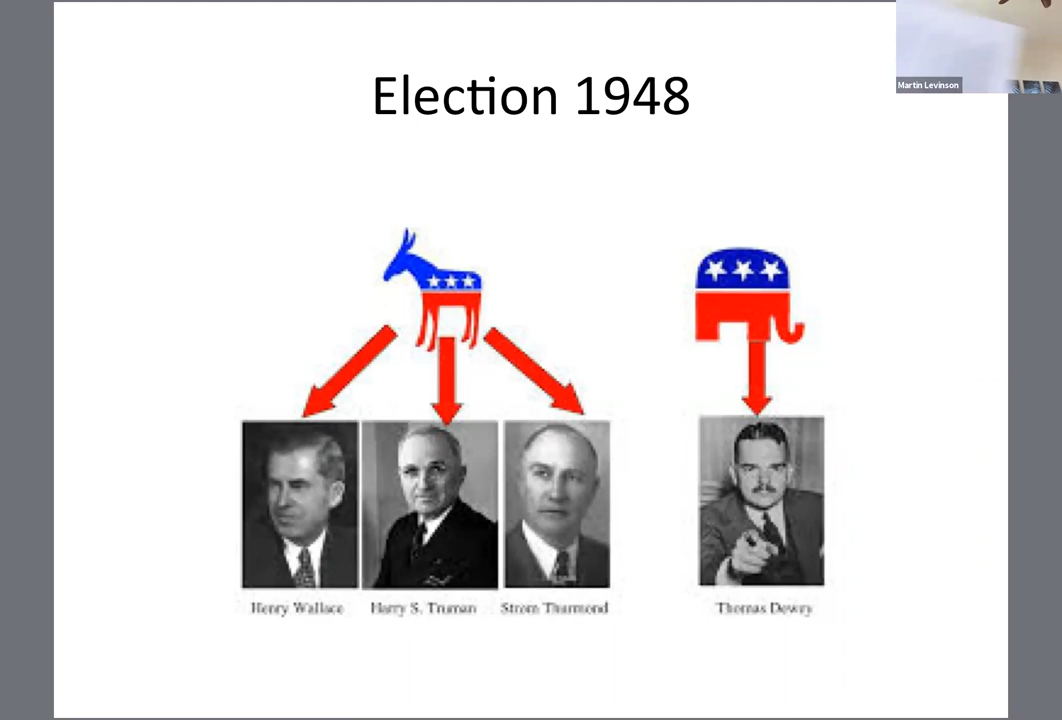 Martin Levinson
Election 1948
Henry Wallace
Harry S. Truman
Strom Thurmond
Thomas Dewey